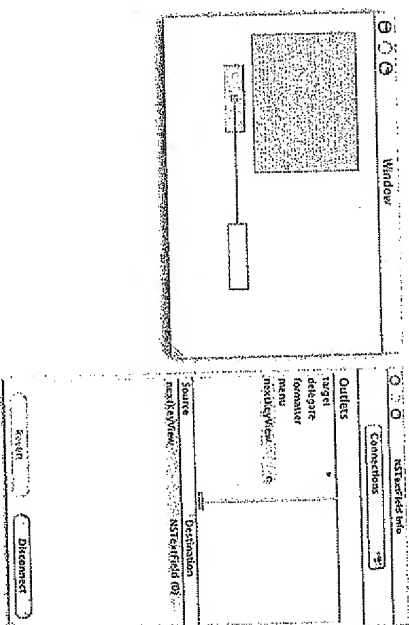 Window
NSTextField Info
Connections
Outlets
target
delegate
formatter
menu
nextKeyView
Source
Destination
nextKeyView
NSTextField (B)
Revert
Disconnect